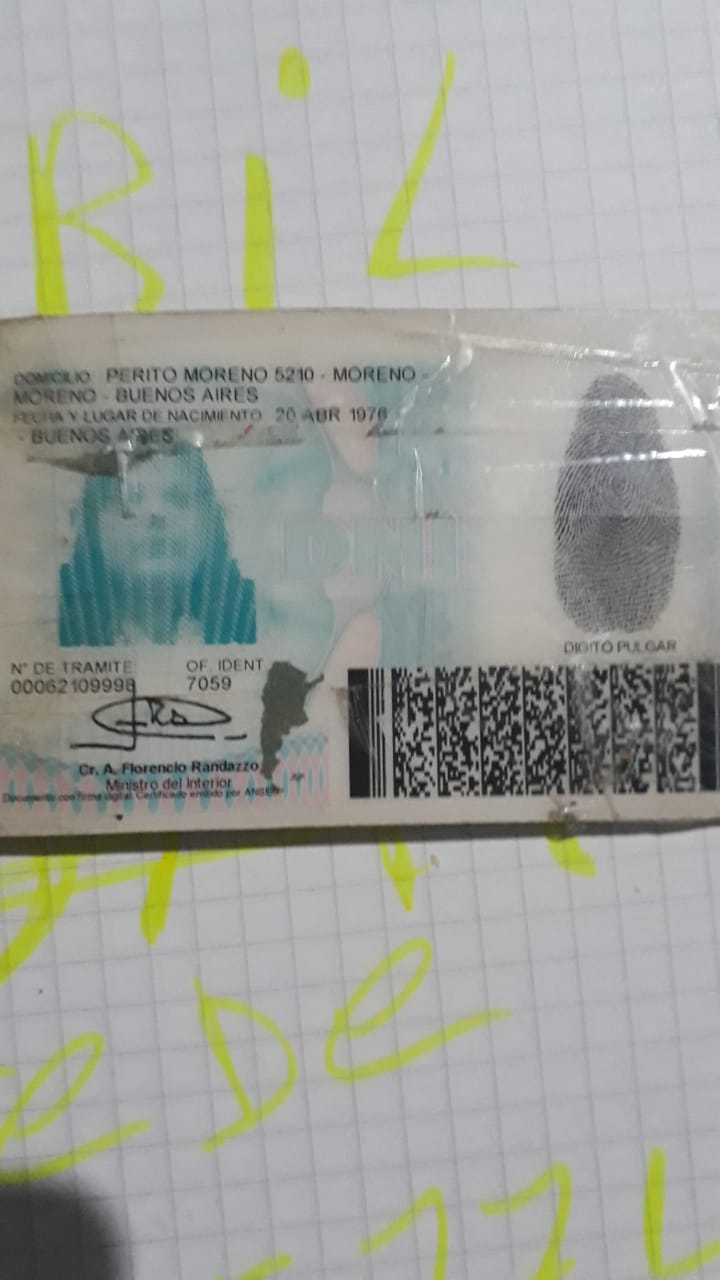 BiL
DOMICILIO PERITO MORENO 5210 - MORENO -
MORENO - BUENOS AIRES
FECHA Y LUGAR DE NACIMIENTO 20 ABR 1976
- BUENOS AIRES
DNI
DIGITO PULGAR
N° DE TRAMITE OF. IDENT
00062109998 7059
Cr. A. Florencio Randazzo
Ministro del Interior
Documento con firma digital. Certificado emitido por ANSES
e De